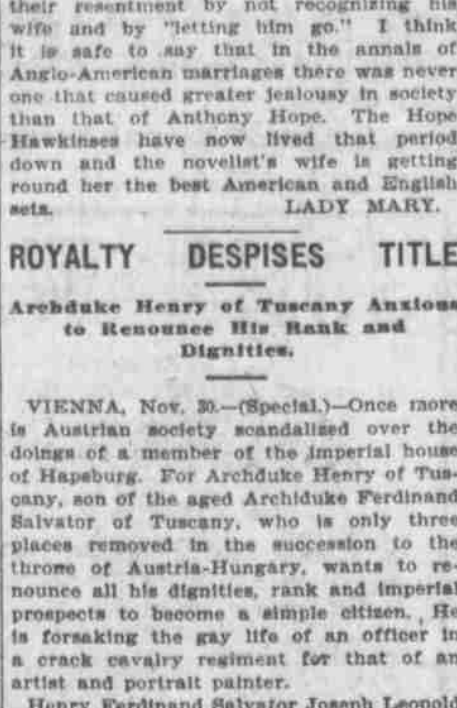 their resentment by not recognizing his
wife and by "letting him go." I think
it is safe to say that in the annals of
Anglo-American marriages there was never
one that caused greater jealousy in society
than that of Anthony Hope. The Hope
Hawkinses have now lived that period
down and the novelist's wife is getting
round her the best American and English
sets. LADY MARY.
ROYALTY DESPISES TITLE
Archduke Henry of Tuscany Anxious
to Renounce His Rank and
Dignities.
VIENNA, Nov. 30.—(Special.)—Once more
is Austrian society scandalized over the
doings of a member of the imperial house
of Hapsburg. For Archduke Henry of Tus-
cany, son of the aged Archduke Ferdinand
Salvator of Tuscany, who is only three
places removed in the succession to the
throne of Austria-Hungary, wants to re-
nounce all his dignities, rank and imperial
prospects to become a simple citizen. He
is forsaking the gay life of an officer in
a crack cavalry regiment for that of an
artist and portrait painter.
Henry Ferdinand Salvator Joseph Leopold